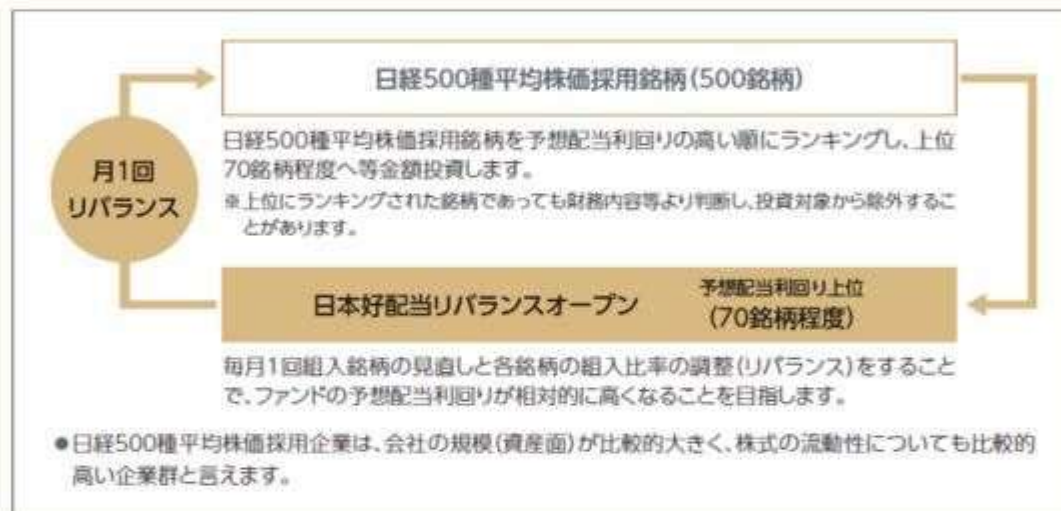 日経500種平均株価採用銘柄(500銘柄)
日経500種平均株価採用銘柄を予想配当利回りの高い順にランキングし、上位
70銘柄程度へ等金額投資します。
※上位にランキングされた銘柄であっても財務内容等より判断し、投資対象から除外するこ
とがあります。
月1回
リバランス
日本好配当リバランスオープン
予想配当利回り上位
(70銘柄程度)
毎月1回組入銘柄の見直しと各銘柄の組入比率の調整(リバランス)をすること
で、ファンドの予想配当利回りが相対的に高くなることを目指します。
●日経500種平均株価採用企業は、会社の規模(資産面)が比較的大きく、株式の流動性についても比較的
高い企業群と言えます。